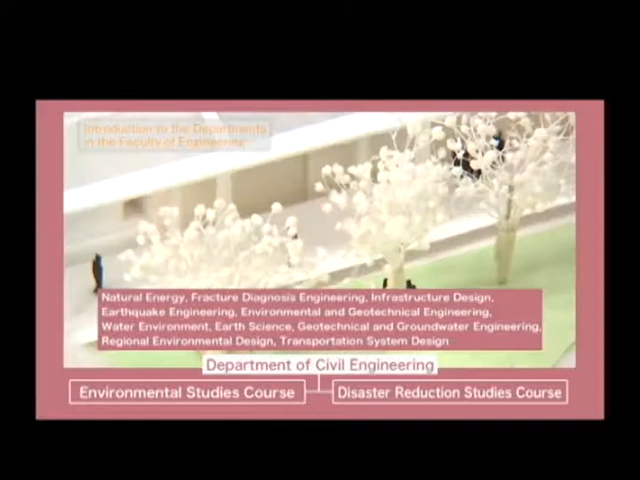 Introduction to the Departments
in the Faculty of Engineering
Natural Energy, Fracture Diagnosis Engineering, Infrastructure Design,
Earthquake Engineering, Environmental and Geotechnical Engineering,
Water Environment, Earth Science, Geotechnical and Groundwater Engineering,
Regional Environmental Design, Transportation System Design
Department of Civil Engineering
Environmental Studies Course
Disaster Reduction Studies Course